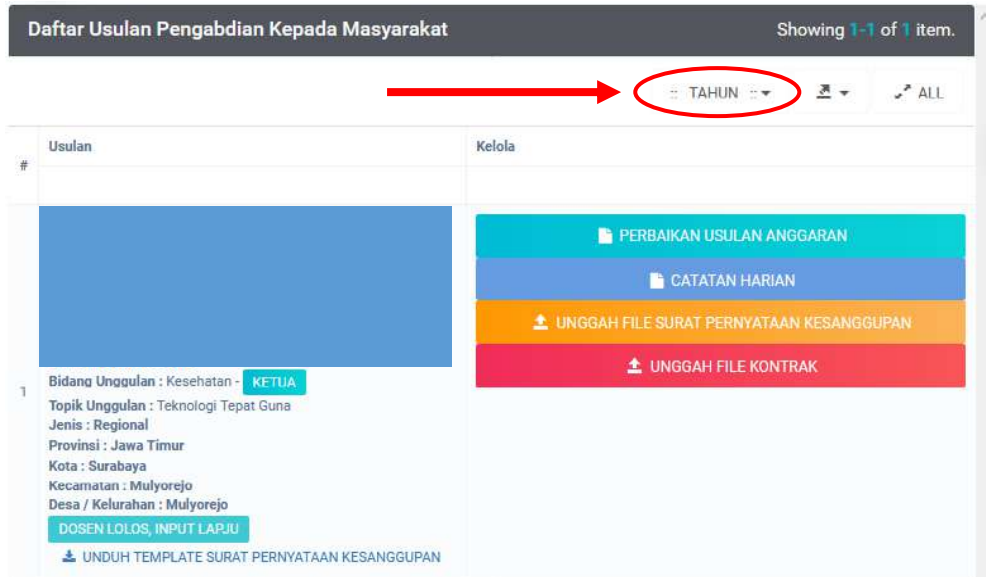 Daftar Usulan Pengabdian Kepada Masyarakat
Showing 1-1 of 1 item.
:: TAHUN ::
ALL
#
Usulan
Kelola
1
Bidang Unggulan : Kesehatan - KETUA
Topik Unggulan : Teknologi Tepat Guna
Jenis : Regional
Provinsi : Jawa Timur
Kota : Surabaya
Kecamatan : Mulyorejo
Desa / Kelurahan : Mulyorejo
DOSEN LOLOS, INPUT LAPJU
UNDUH TEMPLATE SURAT PERNYATAAN KESANGGUPAN
PERBAIKAN USULAN ANGGARAN
CATATAN HARIAN
UNGGAH FILE SURAT PERNYATAAN KESANGGUPAN
UNGGAH FILE KONTRAK